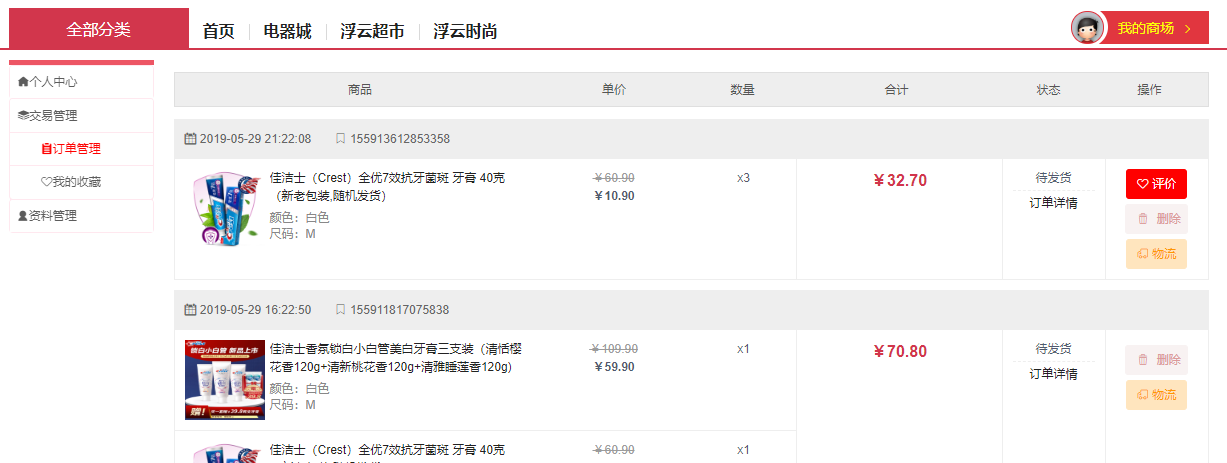 全部分类 首页 电器城 浮云超市 浮云时尚 我的商场 >
个人中心
交易管理
订单管理
我的收藏
资料管理
商品 单价 数量 合计 状态 操作
2019-05-29 21:22:08 155913612853358
佳洁士（Crest）全优7效抗牙菌斑 牙膏 40克
（新老包装,随机发货）
颜色：白色
尺码：M
￥60.90
￥10.90
x3
￥32.70
待发货
订单详情
评价
删除
物流
2019-05-29 16:22:50 155911817075838
锁白小白管 新品上市
佳洁士香氛锁白小白管美白牙膏三支装（清恬樱
花香120g+清新桃花香120g+清雅睡莲香120g)
颜色：白色
尺码：M
￥109.90
￥59.90
x1
￥70.80
待发货
订单详情
删除
物流
佳洁士（Crest）全优7效抗牙菌斑 牙膏 40克
￥60.90
x1